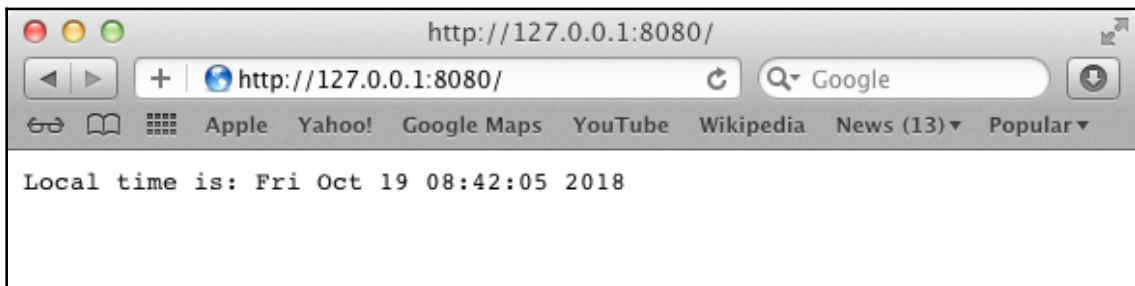 http://127.0.0.1:8080/
http://127.0.0.1:8080/ Google
Apple Yahoo! Google Maps YouTube Wikipedia News (13)▾ Popular▾
Local time is: Fri Oct 19 08:42:05 2018